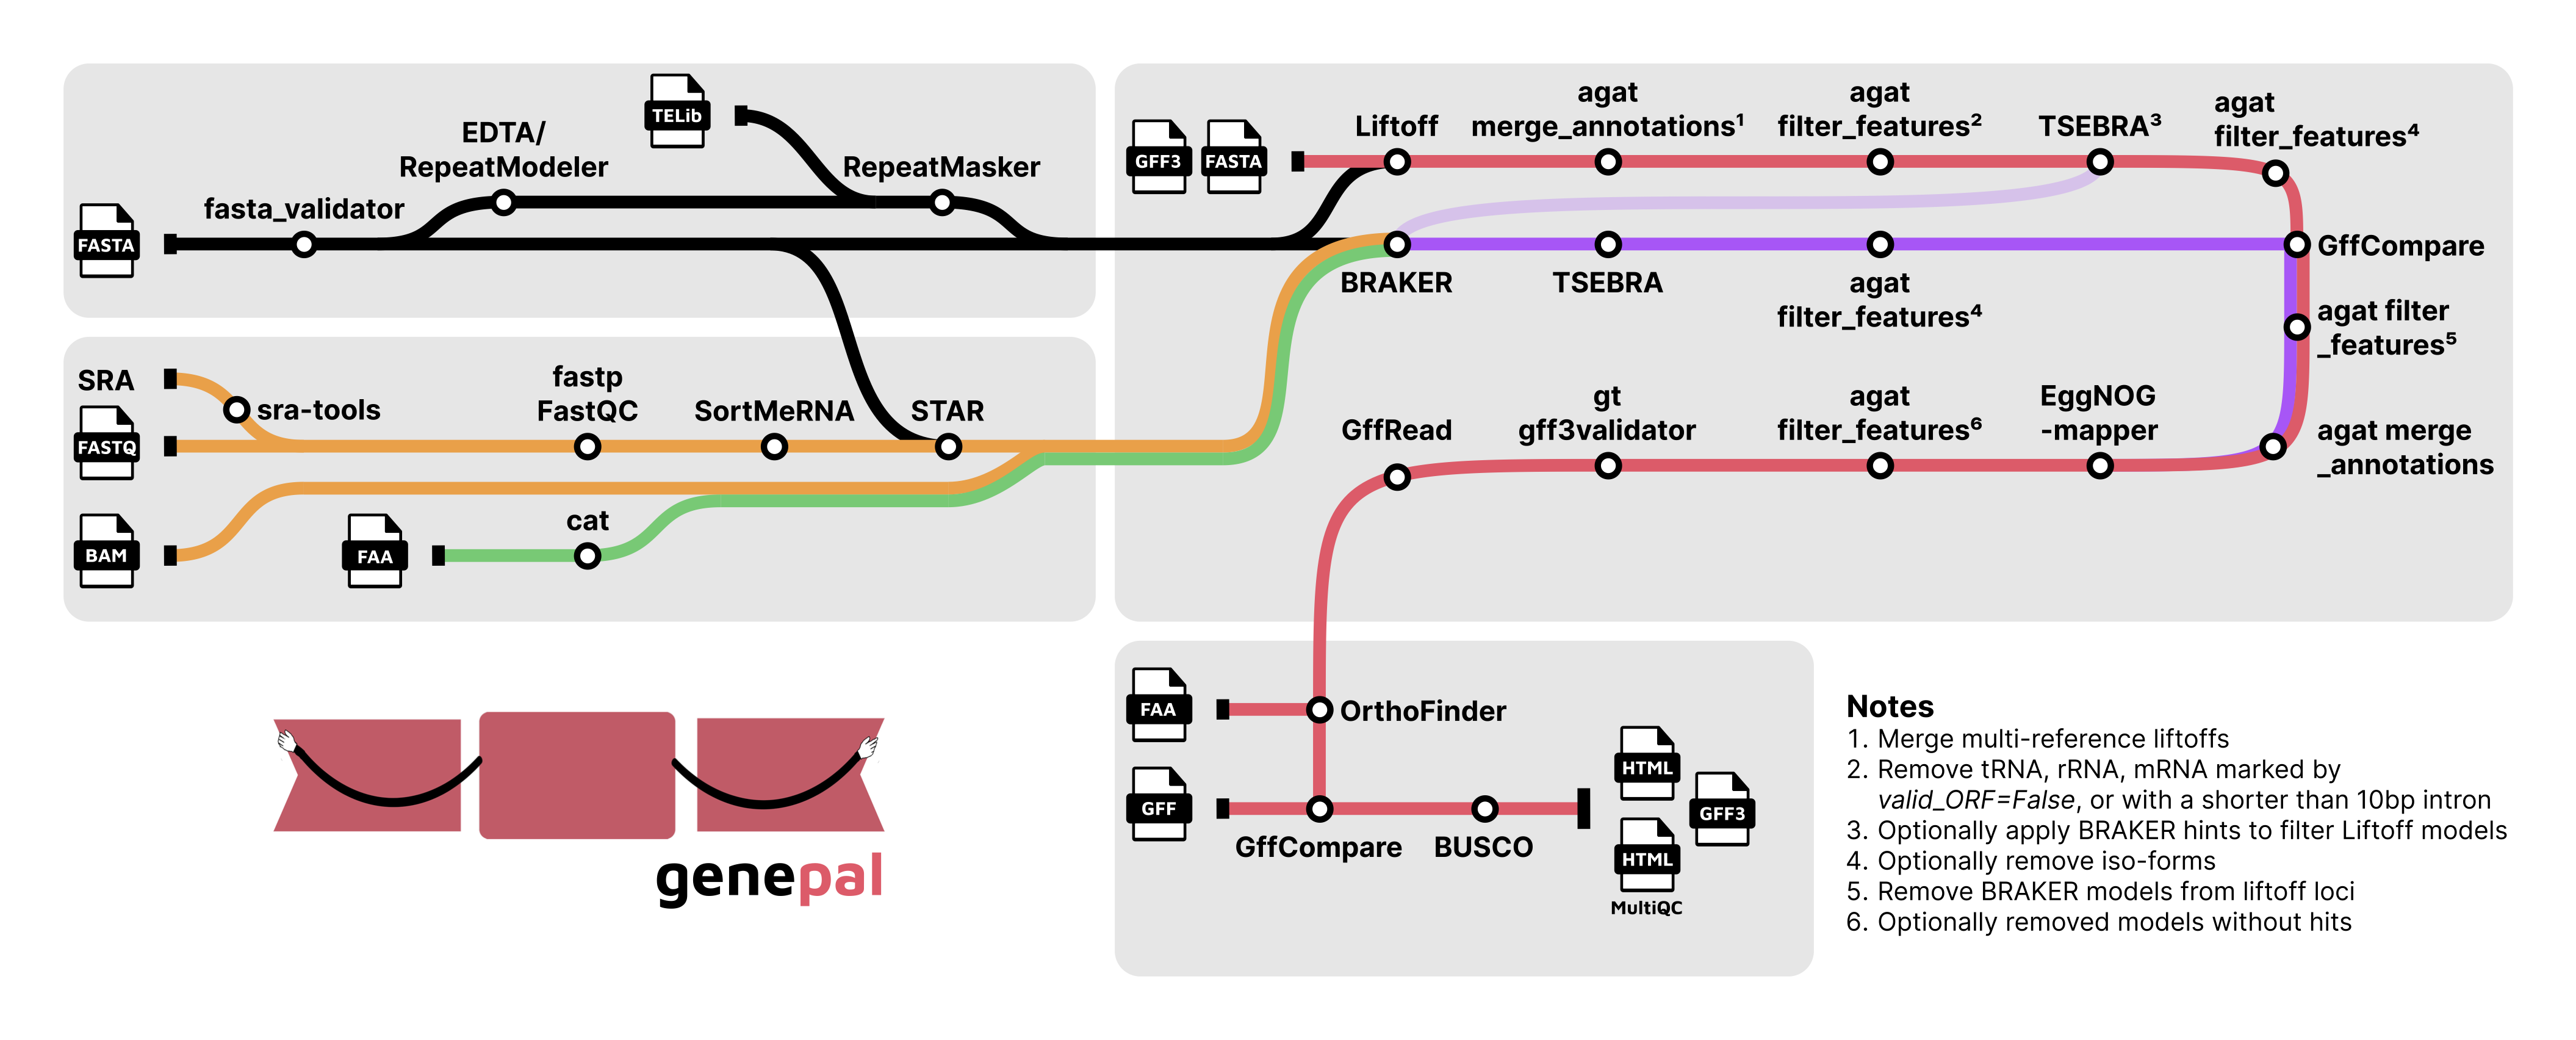 TELib
EDTA/
RepeatModeler
RepeatMasker
fasta_validator
FASTA
SRA
sra-tools
FASTQ
fastp
FastQC
SortMeRNA
STAR
BAM
FAA
cat
GFF3
FASTA
Liftoff
agat
merge_annotations¹
agat
filter_features²
TSEBRA³
agat
filter_features⁴
BRAKER
TSEBRA
agat
filter_features⁴
GffCompare
agat filter
_features⁵
GffRead
gt
gff3validator
agat
filter_features⁶
EggNOG
-mapper
agat merge
_annotations
FAA
OrthoFinder
GFF
GffCompare
BUSCO
HTML
GFF3
HTML
MultiQC
genepal
Notes
1. Merge multi-reference liftoffs
2. Remove tRNA, rRNA, mRNA marked by
valid_ORF=False, or with a shorter than 10bp intron
3. Optionally apply BRAKER hints to filter Liftoff models
4. Optionally remove iso-forms
5. Remove BRAKER models from liftoff loci
6. Optionally removed models without hits